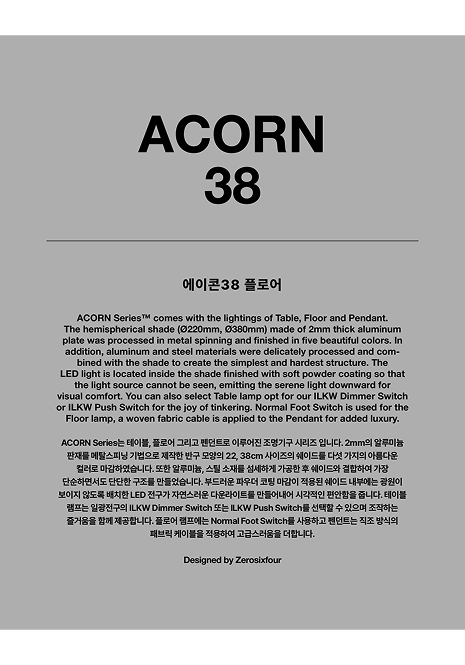 ACORN
38
에이콘38 플로어
ACORN Series™ comes with the lightings of Table, Floor and Pendant.
The hemispherical shade (Ø220mm, Ø380mm) made of 2mm thick aluminum
plate was processed in metal spinning and finished in five beautiful colors. In
addition, aluminum and steel materials were delicately processed and com-
bined with the shade to create the simplest and hardest structure. The
LED light is located inside the shade finished with soft powder coating so that
the light source cannot be seen, emitting the serene light downward for
visual comfort. You can also select Table lamp opt for our ILKW Dimmer Switch
or ILKW Push Switch for the joy of tinkering. Normal Foot Switch is used for the
Floor lamp, a woven fabric cable is applied to the Pendant for added luxury.
ACORN Series는 테이블, 플로어 그리고 펜던트로 이루어진 조명기구 시리즈 입니다. 2mm의 알루미늄
판재를 메탈스피닝 기법으로 제작한 반구 모양의 22, 38cm 사이즈의 쉐이드를 다섯 가지의 아름다운
컬러로 마감하였습니다. 또한 알루미늄, 스틸 소재를 섬세하게 가공한 후 쉐이드와 결합하여 가장
단순하면서도 단단한 구조를 만들었습니다. 부드러운 파우더 코팅 마감이 적용된 쉐이드 내부에는 광원이
보이지 않도록 배치한 LED 전구가 자연스러운 다운라이트를 만들어내어 시각적인 편안함을 줍니다. 테이블
램프는 일광전구의 ILKW Dimmer Switch 또는 ILKW Push Switch를 선택할 수 있으며 조작하는
즐거움을 함께 제공합니다. 플로어 램프에는 Normal Foot Switch를 사용하고 펜던트는 직조 방식의
패브릭 케이블을 적용하여 고급스러움을 더합니다.
Designed by Zerosixfour